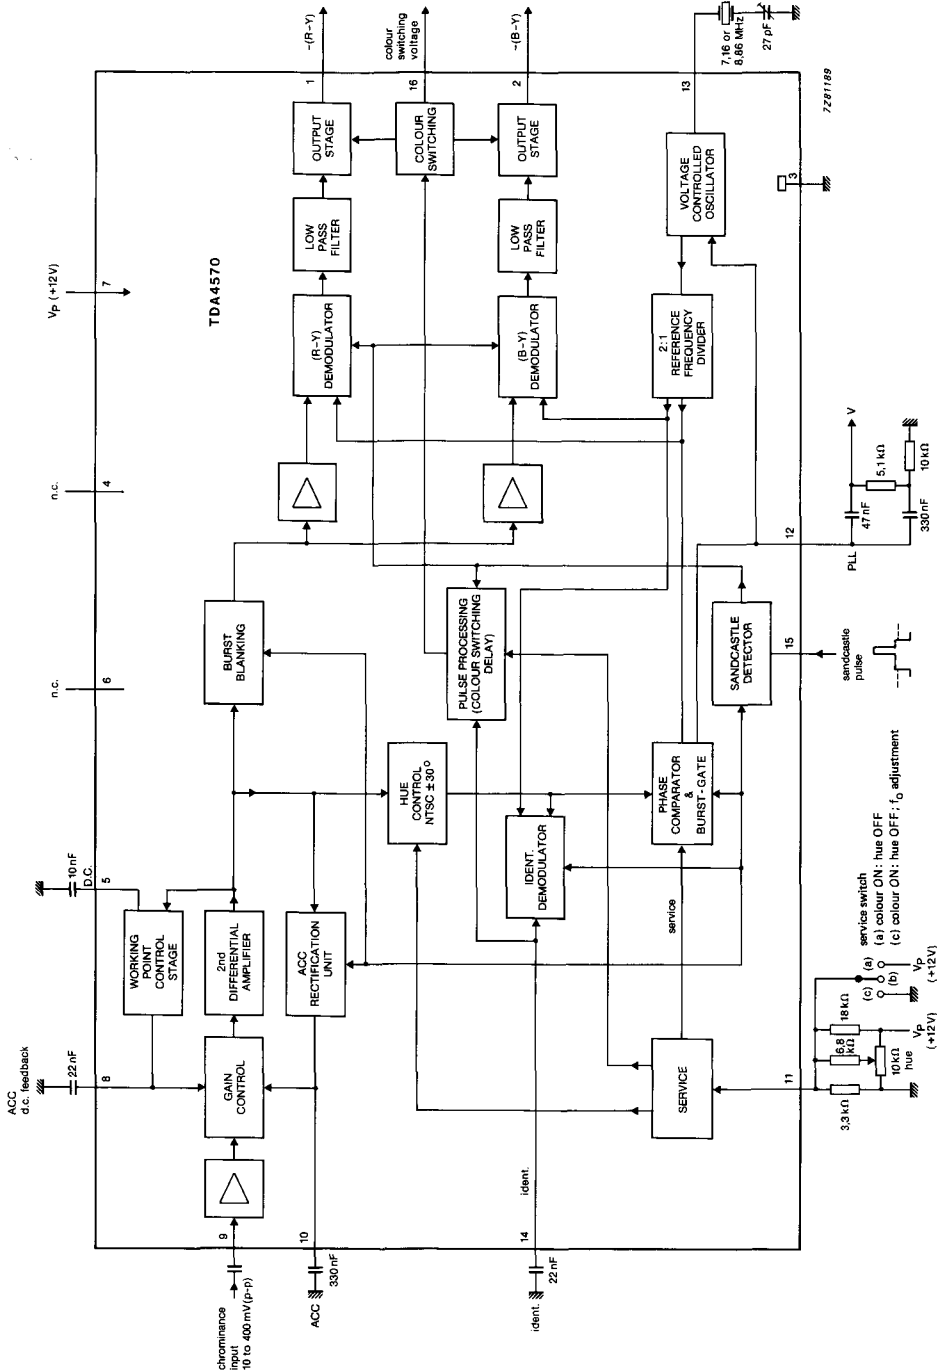 ACC
d.c. feedback
22 nF
8
10 nF
D.C.
5
n.c.
6
n.c.
4
Vp (+12 V)
7
TDA4570
chrominance
input
10 to 400 mV (p-p)
9
GAIN
CONTROL
WORKING
POINT
CONTROL
STAGE
2nd
DIFFERENTIAL
AMPLIFIER
ACC
RECTIFICATION
UNIT
BURST
BLANKING
(R-Y)
DEMODULATOR
LOW
PASS
FILTER
OUTPUT
STAGE
1
-(R-Y)
COLOUR
SWITCHING
16
colour
switching
voltage
(B-Y)
DEMODULATOR
LOW
PASS
FILTER
OUTPUT
STAGE
2
-(B-Y)
ACC
330 nF
10
HUE
CONTROL
NTSC ±30°
PULSE PROCESSING
(COLOUR SWITCHING
DELAY)
IDENT.
DEMODULATOR
ident.
22 nF
14
ident.
service
SERVICE
PHASE
COMPARATOR
&
BURST-GATE
SANDCASTLE
DETECTOR
2:1
REFERENCE
FREQUENCY
DIVIDER
VOLTAGE
CONTROLLED
OSCILLATOR
13
7,16 or
8,86 MHz
27 pF
3
7Z81189
11
3,3 kΩ
6,8
kΩ
18 kΩ
10 kΩ
hue
Vp
(+12 V)
(c)
(b)
(a)
Vp
(+12 V)
service switch
(a) colour ON: hue OFF
(c) colour ON: hue OFF; fo adjustment
15
sandcastle
pulse
12
PLL
47 nF
330 nF
5,1 kΩ
10 kΩ
V